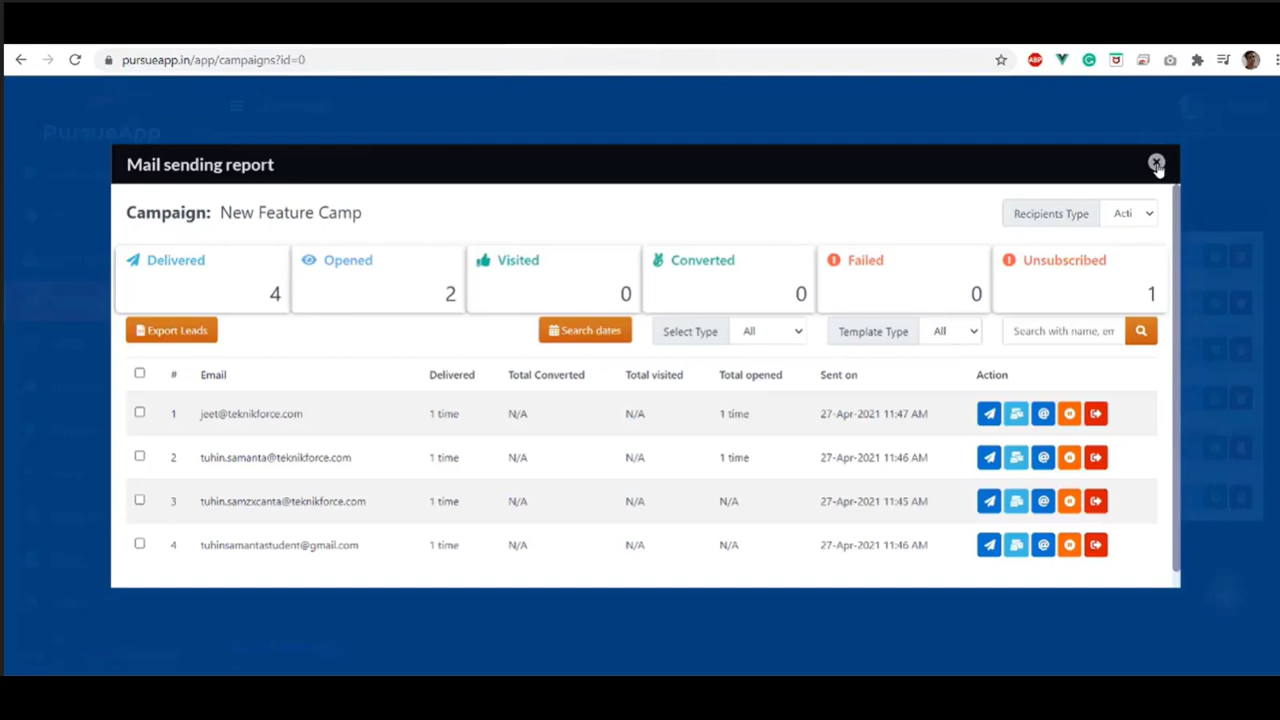 pursueapp.in/app/campaigns?id=0
PursueApp
Mail sending report
Campaign: New Feature Camp
Recipients Type Acti
Delivered Opened Visited Converted Failed Unsubscribed
4 2 0 0 0 1
Export Leads Search dates Select Type All Template Type All Search with name, em
# Email Delivered Total Converted Total visited Total opened Sent on Action
1 jeet@teknikforce.com 1 time N/A N/A 1 time 27-Apr-2021 11:47 AM
2 tuhin.samanta@teknikforce.com 1 time N/A N/A 1 time 27-Apr-2021 11:46 AM
3 tuhin.samzxcanta@teknikforce.com 1 time N/A N/A N/A 27-Apr-2021 11:45 AM
4 tuhinsamantastudent@gmail.com 1 time N/A N/A N/A 27-Apr-2021 11:46 AM